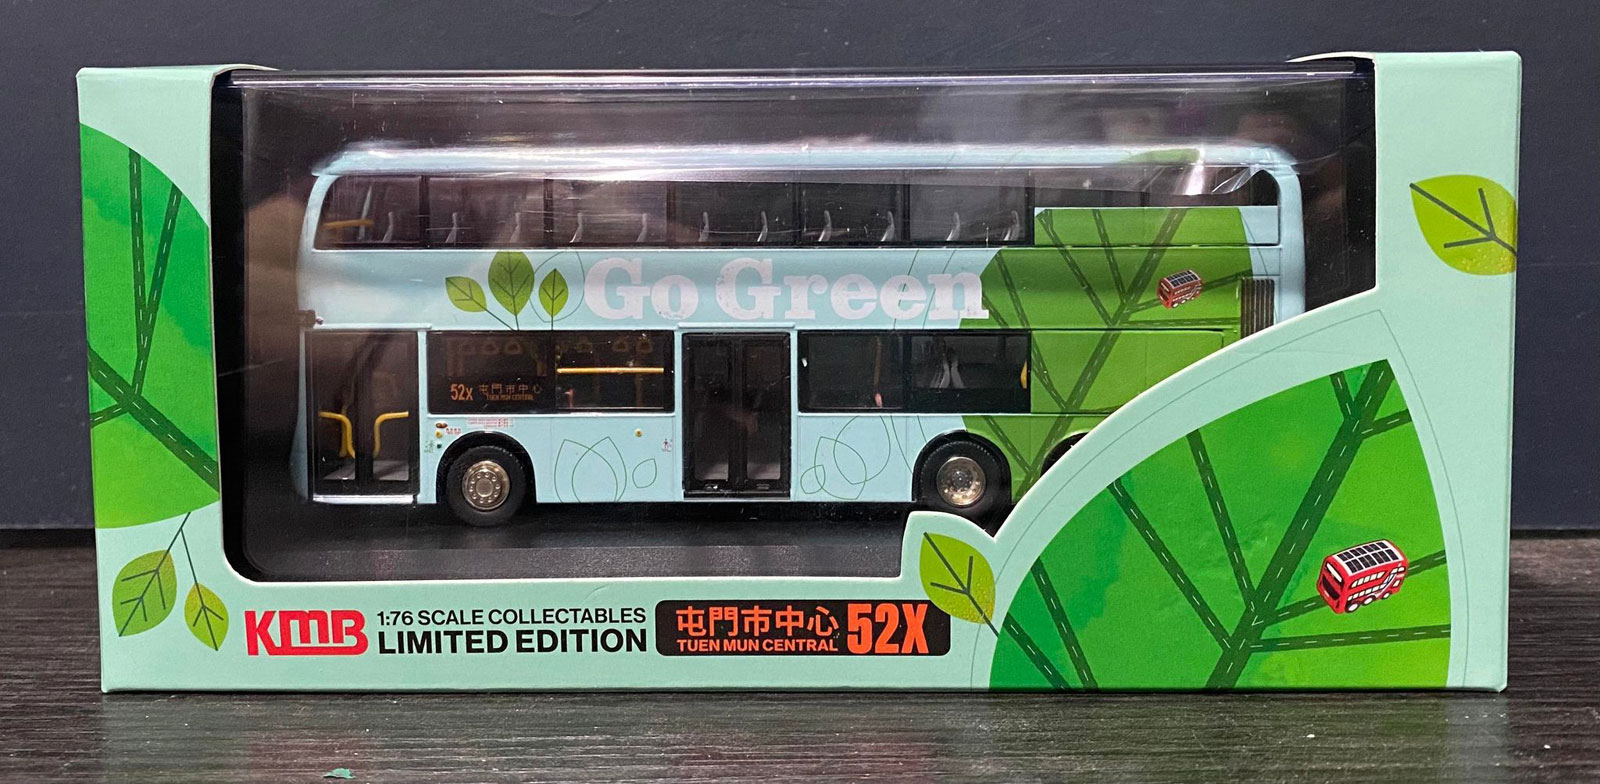 Go Green
52X 屯門市中心
TUEN MUN CENTRAL
KMB
1:76 SCALE COLLECTABLES
LIMITED EDITION
屯門市中心 52X
TUEN MUN CENTRAL